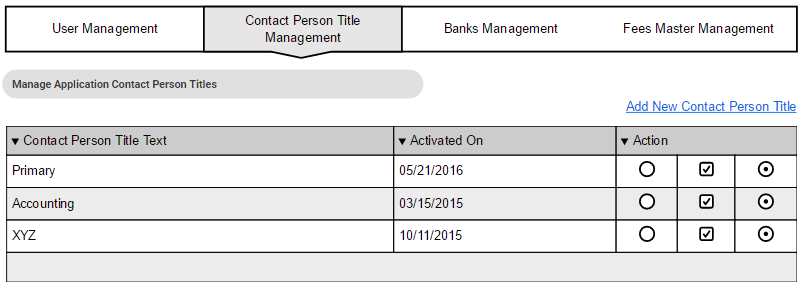 User Management
Contact Person Title
Management
Banks Management
Fees Master Management
Manage Application Contact Person Titles
Add New Contact Person Title
Contact Person Title Text Activated On Action
Primary 05/21/2016
Accounting 03/15/2015
XYZ 10/11/2015